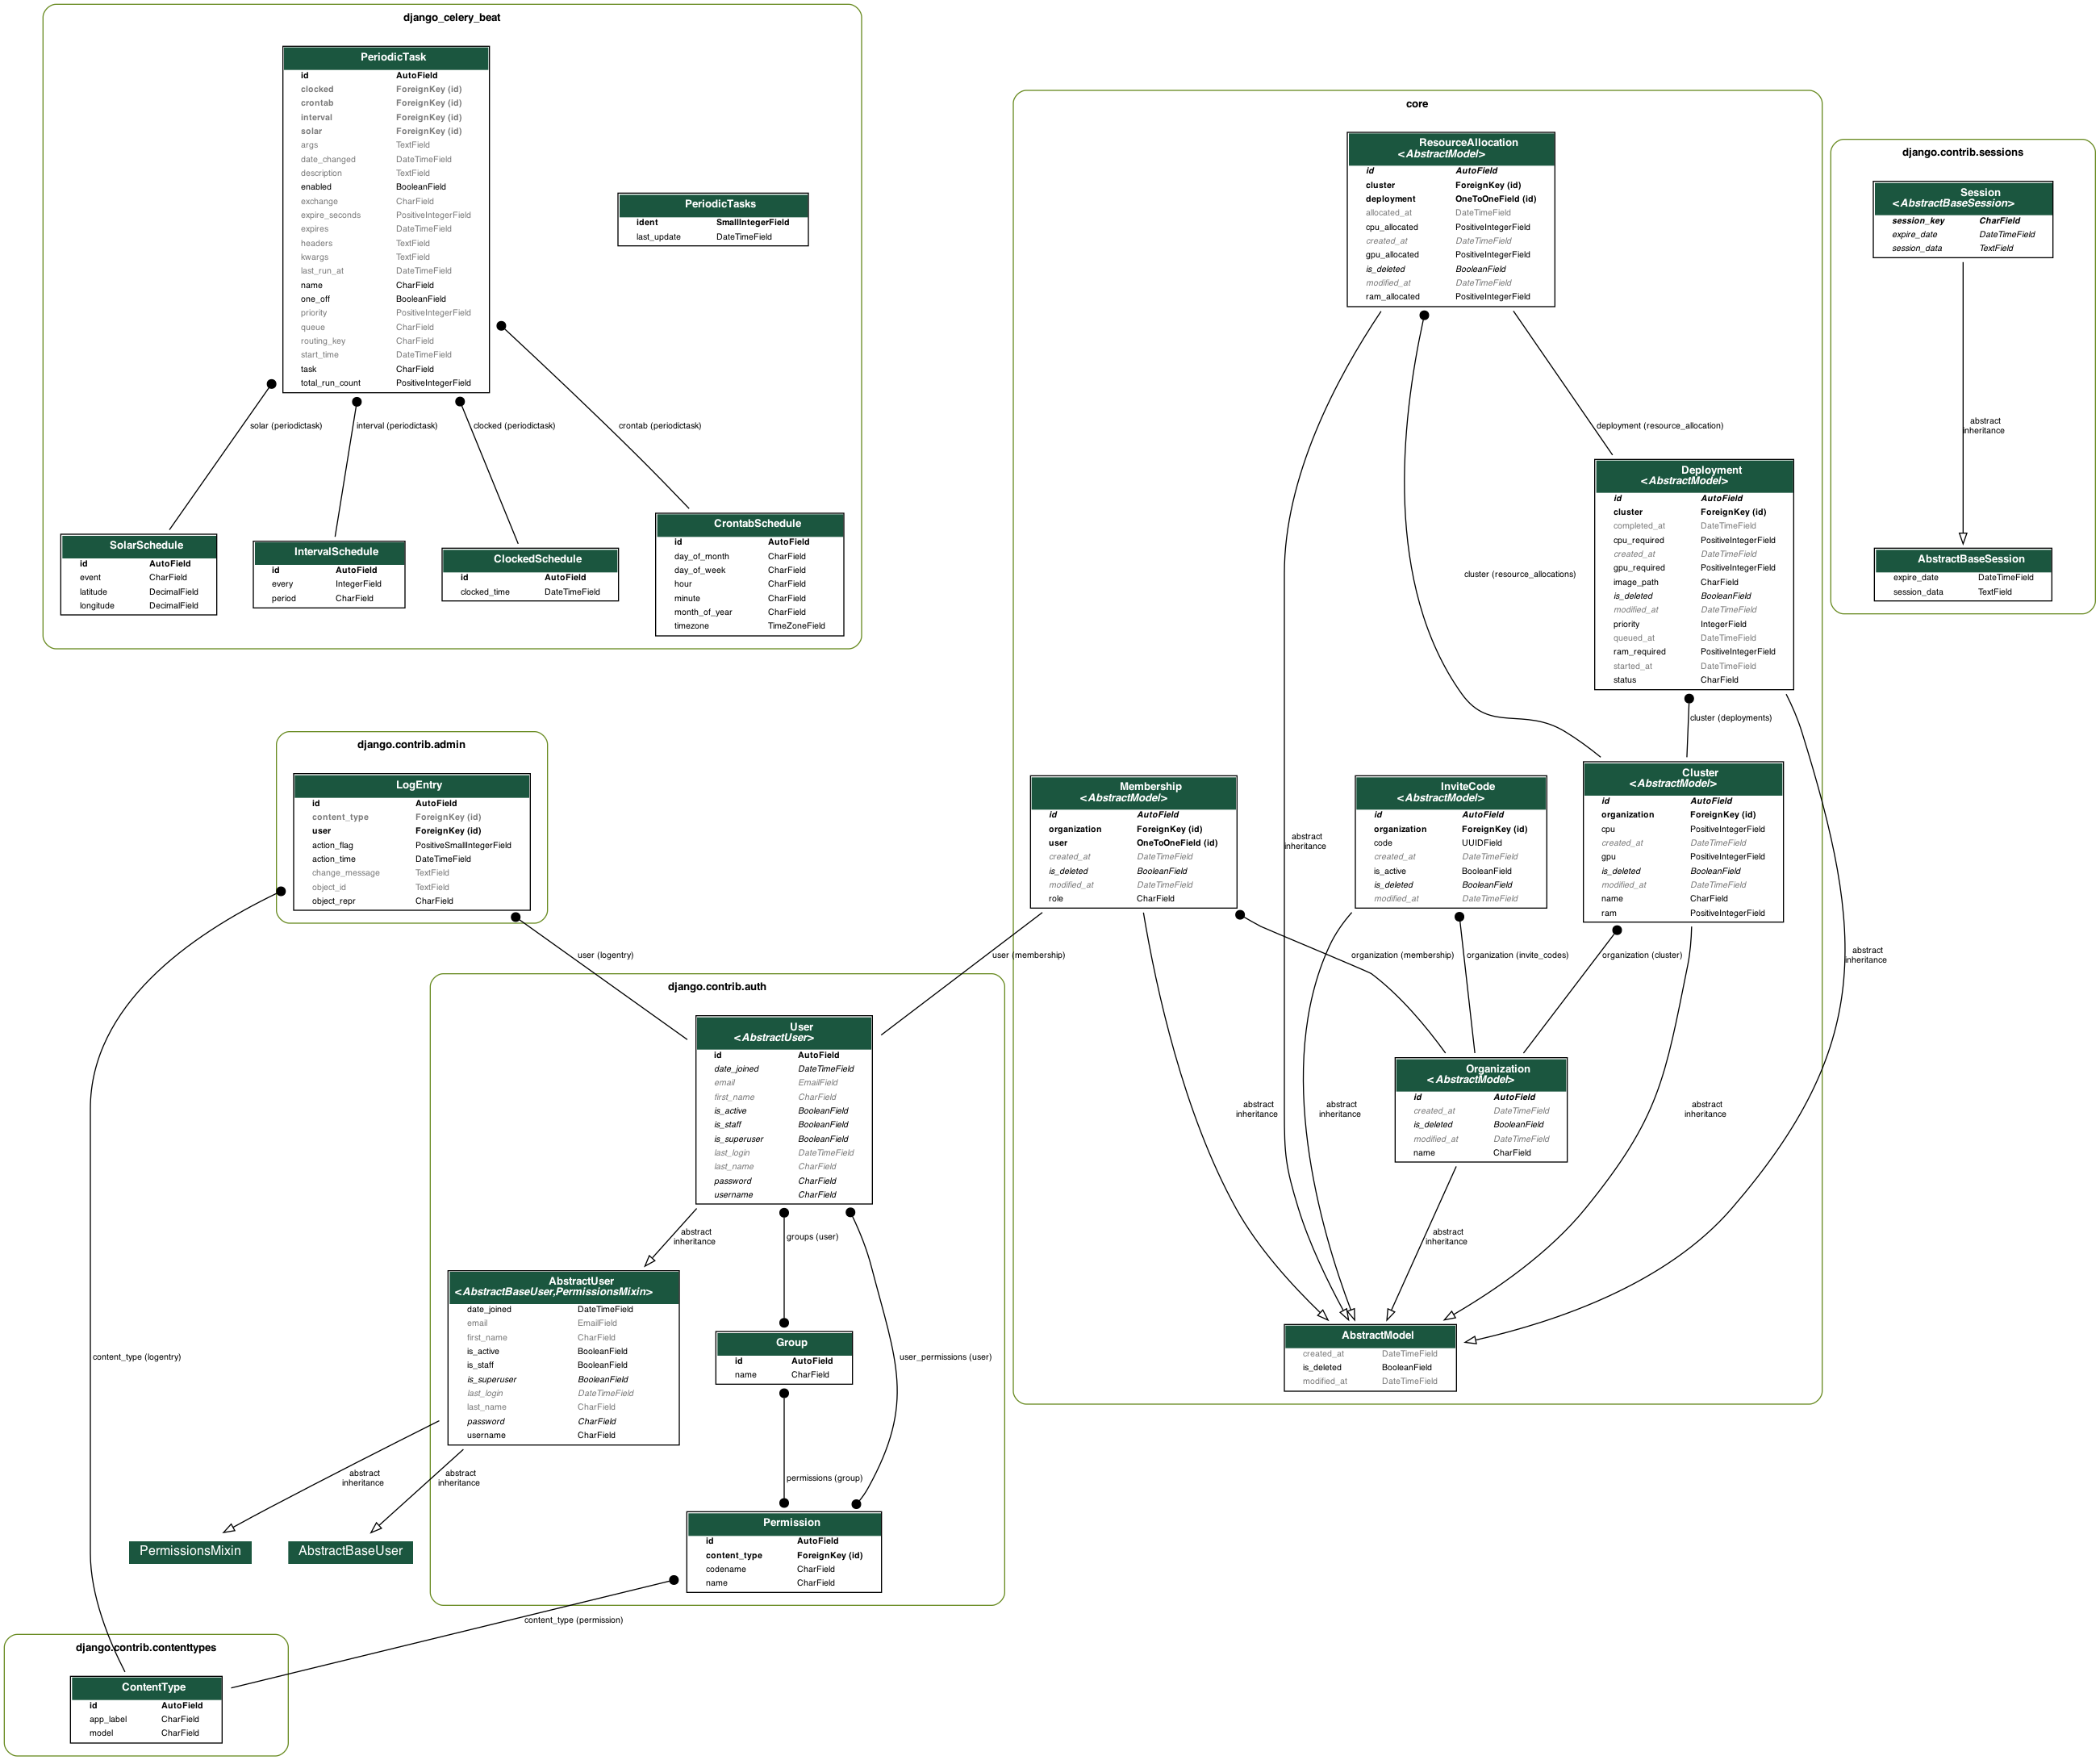 django_celery_beat
PeriodicTask
id AutoField
clocked ForeignKey (id)
crontab ForeignKey (id)
interval ForeignKey (id)
solar ForeignKey (id)
args TextField
date_changed DateTimeField
description TextField
enabled BooleanField
exchange CharField
expire_seconds PositiveIntegerField
expires DateTimeField
headers TextField
kwargs TextField
last_run_at DateTimeField
name CharField
one_off BooleanField
priority PositiveIntegerField
queue CharField
routing_key CharField
start_time DateTimeField
task CharField
total_run_count PositiveIntegerField
PeriodicTasks
ident SmallIntegerField
last_update DateTimeField
solar (periodictask)
interval (periodictask)
clocked (periodictask)
crontab (periodictask)
SolarSchedule
id AutoField
event CharField
latitude DecimalField
longitude DecimalField
IntervalSchedule
id AutoField
every IntegerField
period CharField
ClockedSchedule
id AutoField
clocked_time DateTimeField
CrontabSchedule
id AutoField
day_of_month CharField
day_of_week CharField
hour CharField
minute CharField
month_of_year CharField
timezone TimeZoneField
core
ResourceAllocation
<AbstractModel>
id AutoField
cluster ForeignKey (id)
deployment OneToOneField (id)
allocated_at DateTimeField
cpu_allocated PositiveIntegerField
created_at DateTimeField
gpu_allocated PositiveIntegerField
is_deleted BooleanField
modified_at DateTimeField
ram_allocated PositiveIntegerField
deployment (resource_allocation)
cluster (resource_allocations)
Deployment
<AbstractModel>
id AutoField
cluster ForeignKey (id)
completed_at DateTimeField
cpu_required PositiveIntegerField
created_at DateTimeField
gpu_required PositiveIntegerField
image_path CharField
is_deleted BooleanField
modified_at DateTimeField
priority IntegerField
queued_at DateTimeField
ram_required PositiveIntegerField
started_at DateTimeField
status CharField
cluster (deployments)
Membership
<AbstractModel>
id AutoField
organization ForeignKey (id)
user OneToOneField (id)
created_at DateTimeField
is_deleted BooleanField
modified_at DateTimeField
role CharField
abstract
inheritance
InviteCode
<AbstractModel>
id AutoField
organization ForeignKey (id)
code UUIDField
created_at DateTimeField
is_active BooleanField
is_deleted BooleanField
modified_at DateTimeField
Cluster
<AbstractModel>
id AutoField
organization ForeignKey (id)
cpu PositiveIntegerField
created_at DateTimeField
gpu PositiveIntegerField
is_deleted BooleanField
modified_at DateTimeField
name CharField
ram PositiveIntegerField
user (membership)
organization (membership)
organization (invite_codes)
organization (cluster)
abstract
inheritance
Organization
<AbstractModel>
id AutoField
created_at DateTimeField
is_deleted BooleanField
modified_at DateTimeField
name CharField
abstract
inheritance
abstract
inheritance
abstract
inheritance
abstract
inheritance
AbstractModel
created_at DateTimeField
is_deleted BooleanField
modified_at DateTimeField
django.contrib.sessions
Session
<AbstractBaseSession>
session_key CharField
expire_date DateTimeField
session_data TextField
abstract
inheritance
AbstractBaseSession
expire_date DateTimeField
session_data TextField
django.contrib.admin
LogEntry
id AutoField
content_type ForeignKey (id)
user ForeignKey (id)
action_flag PositiveSmallIntegerField
action_time DateTimeField
change_message TextField
object_id TextField
object_repr CharField
user (logentry)
content_type (logentry)
django.contrib.auth
User
<AbstractUser>
id AutoField
date_joined DateTimeField
email EmailField
first_name CharField
is_active BooleanField
is_staff BooleanField
is_superuser BooleanField
last_login DateTimeField
last_name CharField
password CharField
username CharField
abstract
inheritance
groups (user)
user_permissions (user)
AbstractUser
<AbstractBaseUser,PermissionsMixin>
date_joined DateTimeField
email EmailField
first_name CharField
is_active BooleanField
is_staff BooleanField
is_superuser BooleanField
last_login DateTimeField
last_name CharField
password CharField
username CharField
Group
id AutoField
name CharField
permissions (group)
abstract
inheritance
abstract
inheritance
PermissionsMixin
AbstractBaseUser
Permission
id AutoField
content_type ForeignKey (id)
codename CharField
name CharField
content_type (permission)
django.contrib.contenttypes
ContentType
id AutoField
app_label CharField
model CharField